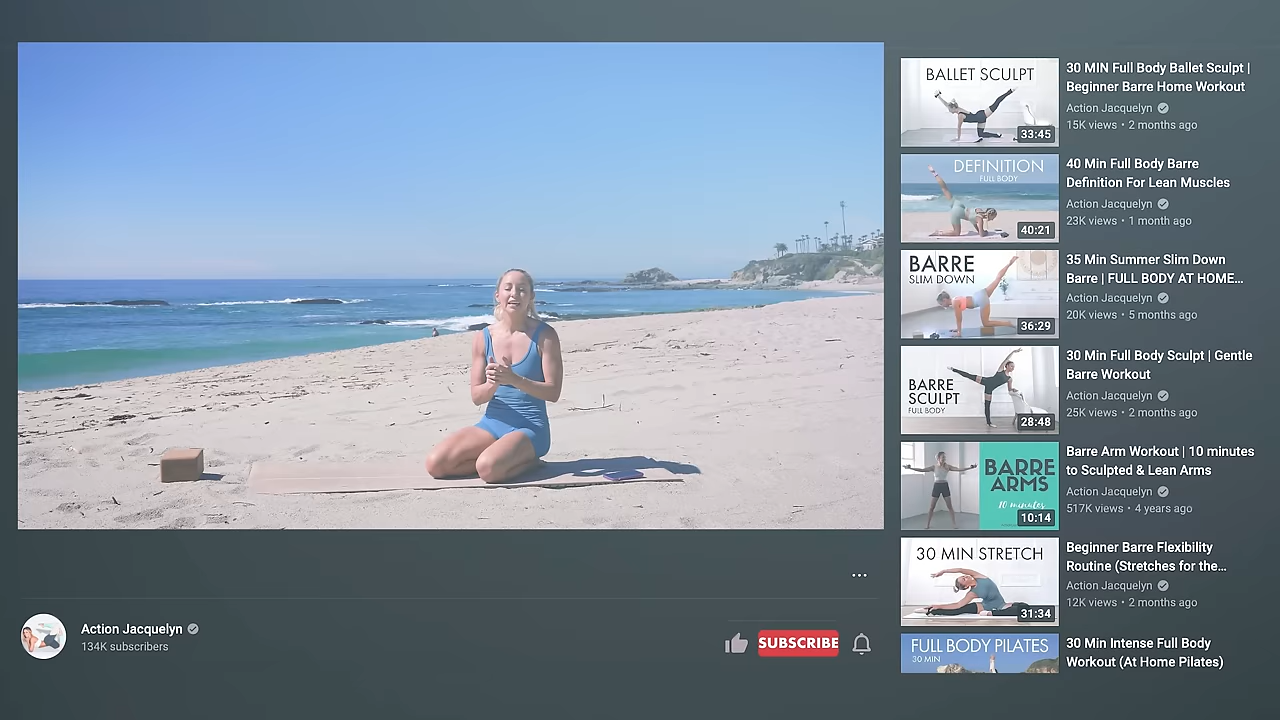 BALLET SCULPT
33:45
30 MIN Full Body Ballet Sculpt |
Beginner Barre Home Workout
Action Jacquelyn
15K views • 2 months ago
DEFINITION
FULL BODY
40:21
40 Min Full Body Barre
Definition For Lean Muscles
Action Jacquelyn
23K views • 1 month ago
BARRE
SLIM DOWN
36:29
35 Min Summer Slim Down
Barre | FULL BODY AT HOME...
Action Jacquelyn
20K views • 5 months ago
BARRE
SCULPT
FULL BODY
28:48
30 Min Full Body Sculpt | Gentle
Barre Workout
Action Jacquelyn
25K views • 2 months ago
BARRE
ARMS
10 minutes
10:14
Barre Arm Workout | 10 minutes
to Sculpted & Lean Arms
Action Jacquelyn
517K views • 4 years ago
30 MIN STRETCH
31:34
Beginner Barre Flexibility
Routine (Stretches for the...
Action Jacquelyn
12K views • 2 months ago
FULL BODY PILATES
30 MIN
30 Min Intense Full Body
Workout (At Home Pilates)
Action Jacquelyn
134K subscribers
SUBSCRIBE